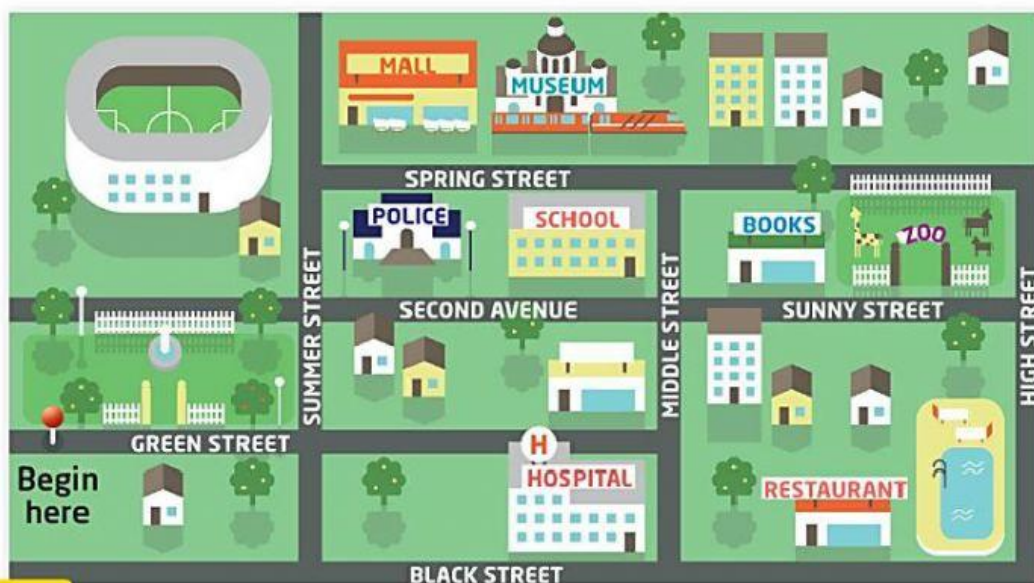 MALL
MUSEUM
SPRING STREET
POLICE
SCHOOL
BOOKS
ZOO
SUMMER STREET
SECOND AVENUE
MIDDLE STREET
SUNNY STREET
HIGH STREET
GREEN STREET
Begin
here
H
HOSPITAL
RESTAURANT
BLACK STREET